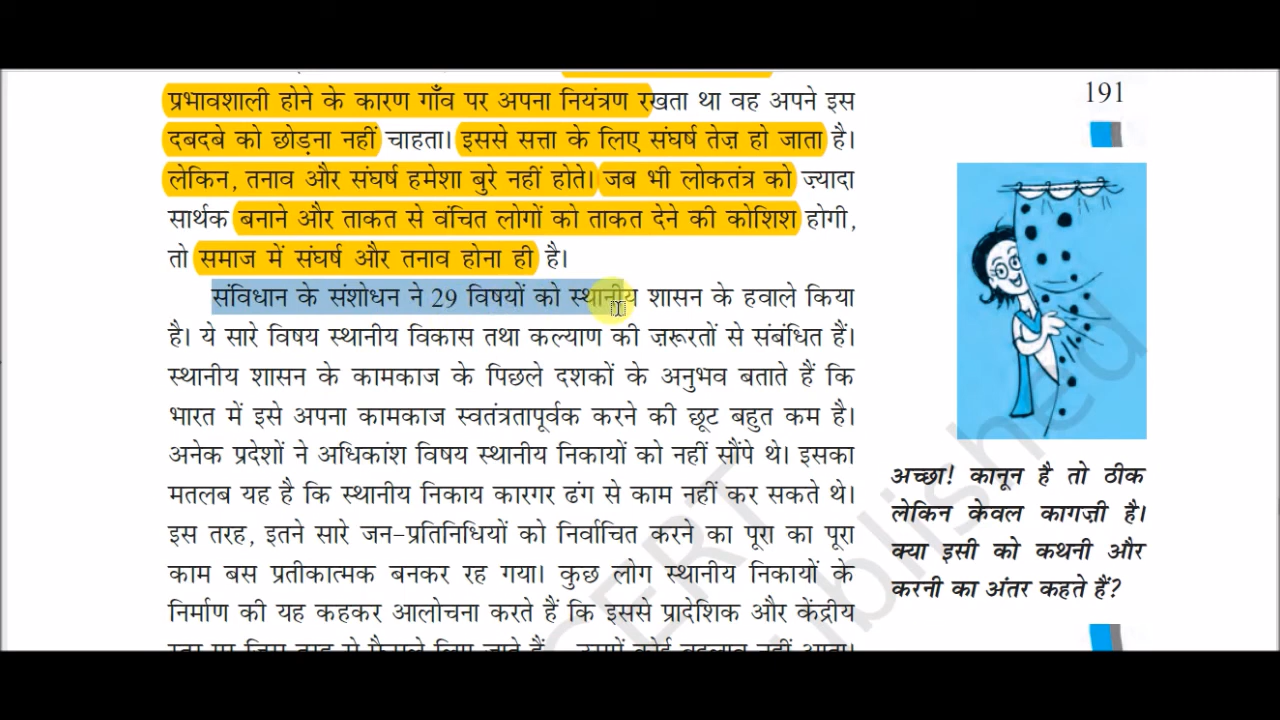 191
प्रभावशाली होने के कारण गाँव पर अपना नियंत्रण रखता था वह अपने इस
दबदबे को छोड़ना नहीं चाहता। इससे सत्ता के लिए संघर्ष तेज़ हो जाता है।
लेकिन, तनाव और संघर्ष हमेशा बुरे नहीं होते। जब भी लोकतंत्र को ज़्यादा
सार्थक बनाने और ताकत से वंचित लोगों को ताकत देने की कोशिश होगी,
तो समाज में संघर्ष और तनाव होना ही है।
संविधान के संशोधन ने 29 विषयों को स्थानीय शासन के हवाले किया
है। ये सारे विषय स्थानीय विकास तथा कल्याण की ज़रूरतों से संबंधित हैं।
स्थानीय शासन के कामकाज के पिछले दशकों के अनुभव बताते हैं कि
भारत में इसे अपना कामकाज स्वतंत्रतापूर्वक करने की छूट बहुत कम है।
अनेक प्रदेशों ने अधिकांश विषय स्थानीय निकायों को नहीं सौंपे थे। इसका
मतलब यह है कि स्थानीय निकाय कारगर ढंग से काम नहीं कर सकते थे।
इस तरह, इतने सारे जन-प्रतिनिधियों को निर्वाचित करने का पूरा का पूरा
काम बस प्रतीकात्मक बनकर रह गया। कुछ लोग स्थानीय निकायों के
निर्माण की यह कहकर आलोचना करते हैं कि इससे प्रादेशिक और केंद्रीय
अच्छा! कानून है तो ठीक
लेकिन केवल कागज़ी है।
क्या इसी को कथनी और
करनी का अंतर कहते हैं?